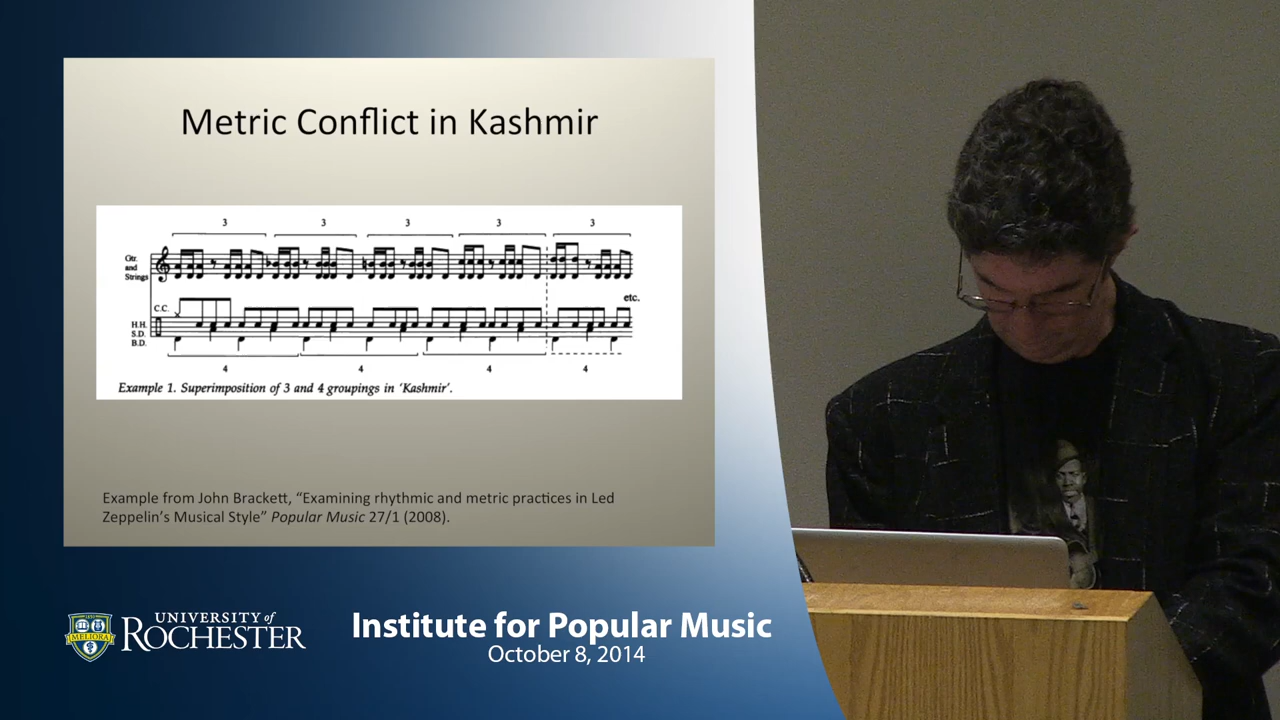 Metric Conflict in Kashmir
3 3 3 3 3
Gtr.
and
Strings
etc.
C.C.
H.H.
S.D.
B.D.
4 4 4 4
Example 1. Superimposition of 3 and 4 groupings in 'Kashmir'.
Example from John Brackett, “Examining rhythmic and metric practices in Led
Zeppelin’s Musical Style” Popular Music 27/1 (2008).
MELIORA
UNIVERSITY of
ROCHESTER
Institute for Popular Music
October 8, 2014